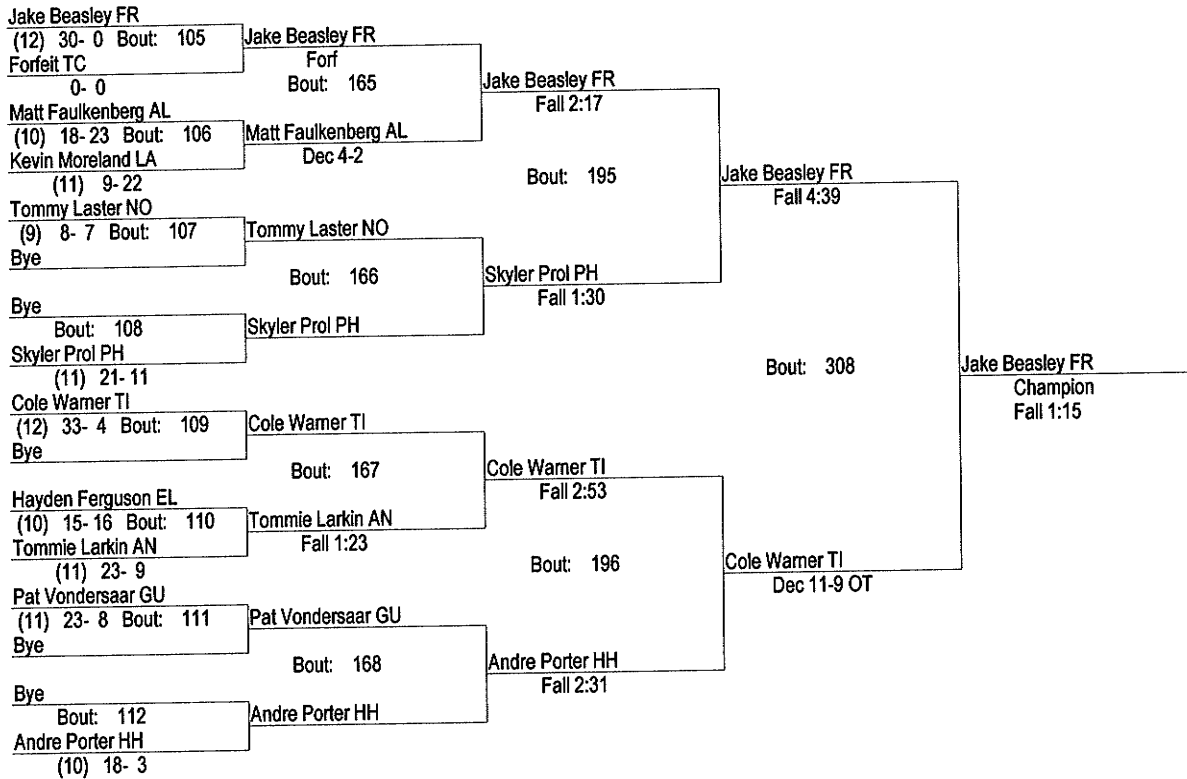 Jake Beasley FR
(12) 30- 0 Bout: 105
Forfeit TC
0- 0
Matt Faulkenberg AL
(10) 18- 23 Bout: 106
Kevin Moreland LA
(11) 9- 22
Tommy Laster NO
(9) 8- 7 Bout: 107
Bye
Bye
Bout: 108
Skyler Prol PH
(11) 21- 11
Cole Warner TI
(12) 33- 4 Bout: 109
Bye
Hayden Ferguson EL
(10) 15- 16 Bout: 110
Tommie Larkin AN
(11) 23- 9
Pat Vondersaar GU
(11) 23- 8 Bout: 111
Bye
Bye
Bout: 112
Andre Porter HH
(10) 18- 3
Jake Beasley FR
Forf
Bout: 165
Matt Faulkenberg AL
Dec 4-2
Tommy Laster NO
Bout: 166
Skyler Prol PH
Cole Warner TI
Bout: 167
Tommie Larkin AN
Fall 1:23
Pat Vondersaar GU
Bout: 168
Andre Porter HH
Jake Beasley FR
Fall 2:17
Bout: 195
Skyler Prol PH
Fall 1:30
Cole Warner TI
Fall 2:53
Bout: 196
Andre Porter HH
Fall 2:31
Jake Beasley FR
Fall 4:39
Bout: 308
Cole Warner TI
Dec 11-9 OT
Jake Beasley FR
Champion
Fall 1:15